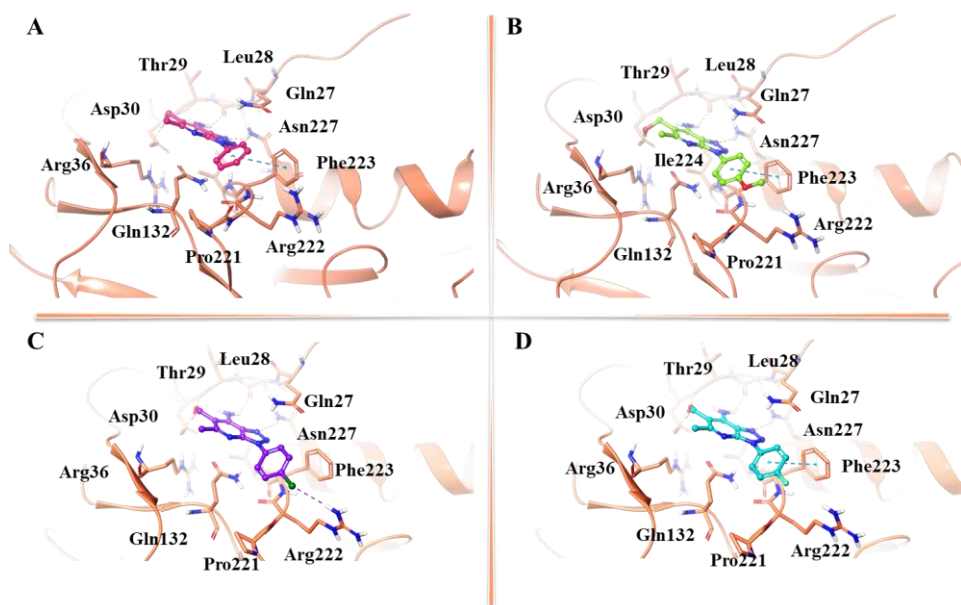 A
Leu28
Thr29
Gln27
Asp30
Asn227
Arg36
Phe223
Gln132
Arg222
Pro221
B
Leu28
Thr29
Gln27
Asp30
Asn227
Ile224
Arg36
Phe223
Arg222
Gln132
Pro221
C
Leu28
Thr29
Gln27
Asp30
Asn227
Arg36
Phe223
Gln132
Arg222
Pro221
D
Leu28
Thr29
Gln27
Asp30
Asn227
Arg36
Phe223
Gln132
Arg222
Pro221